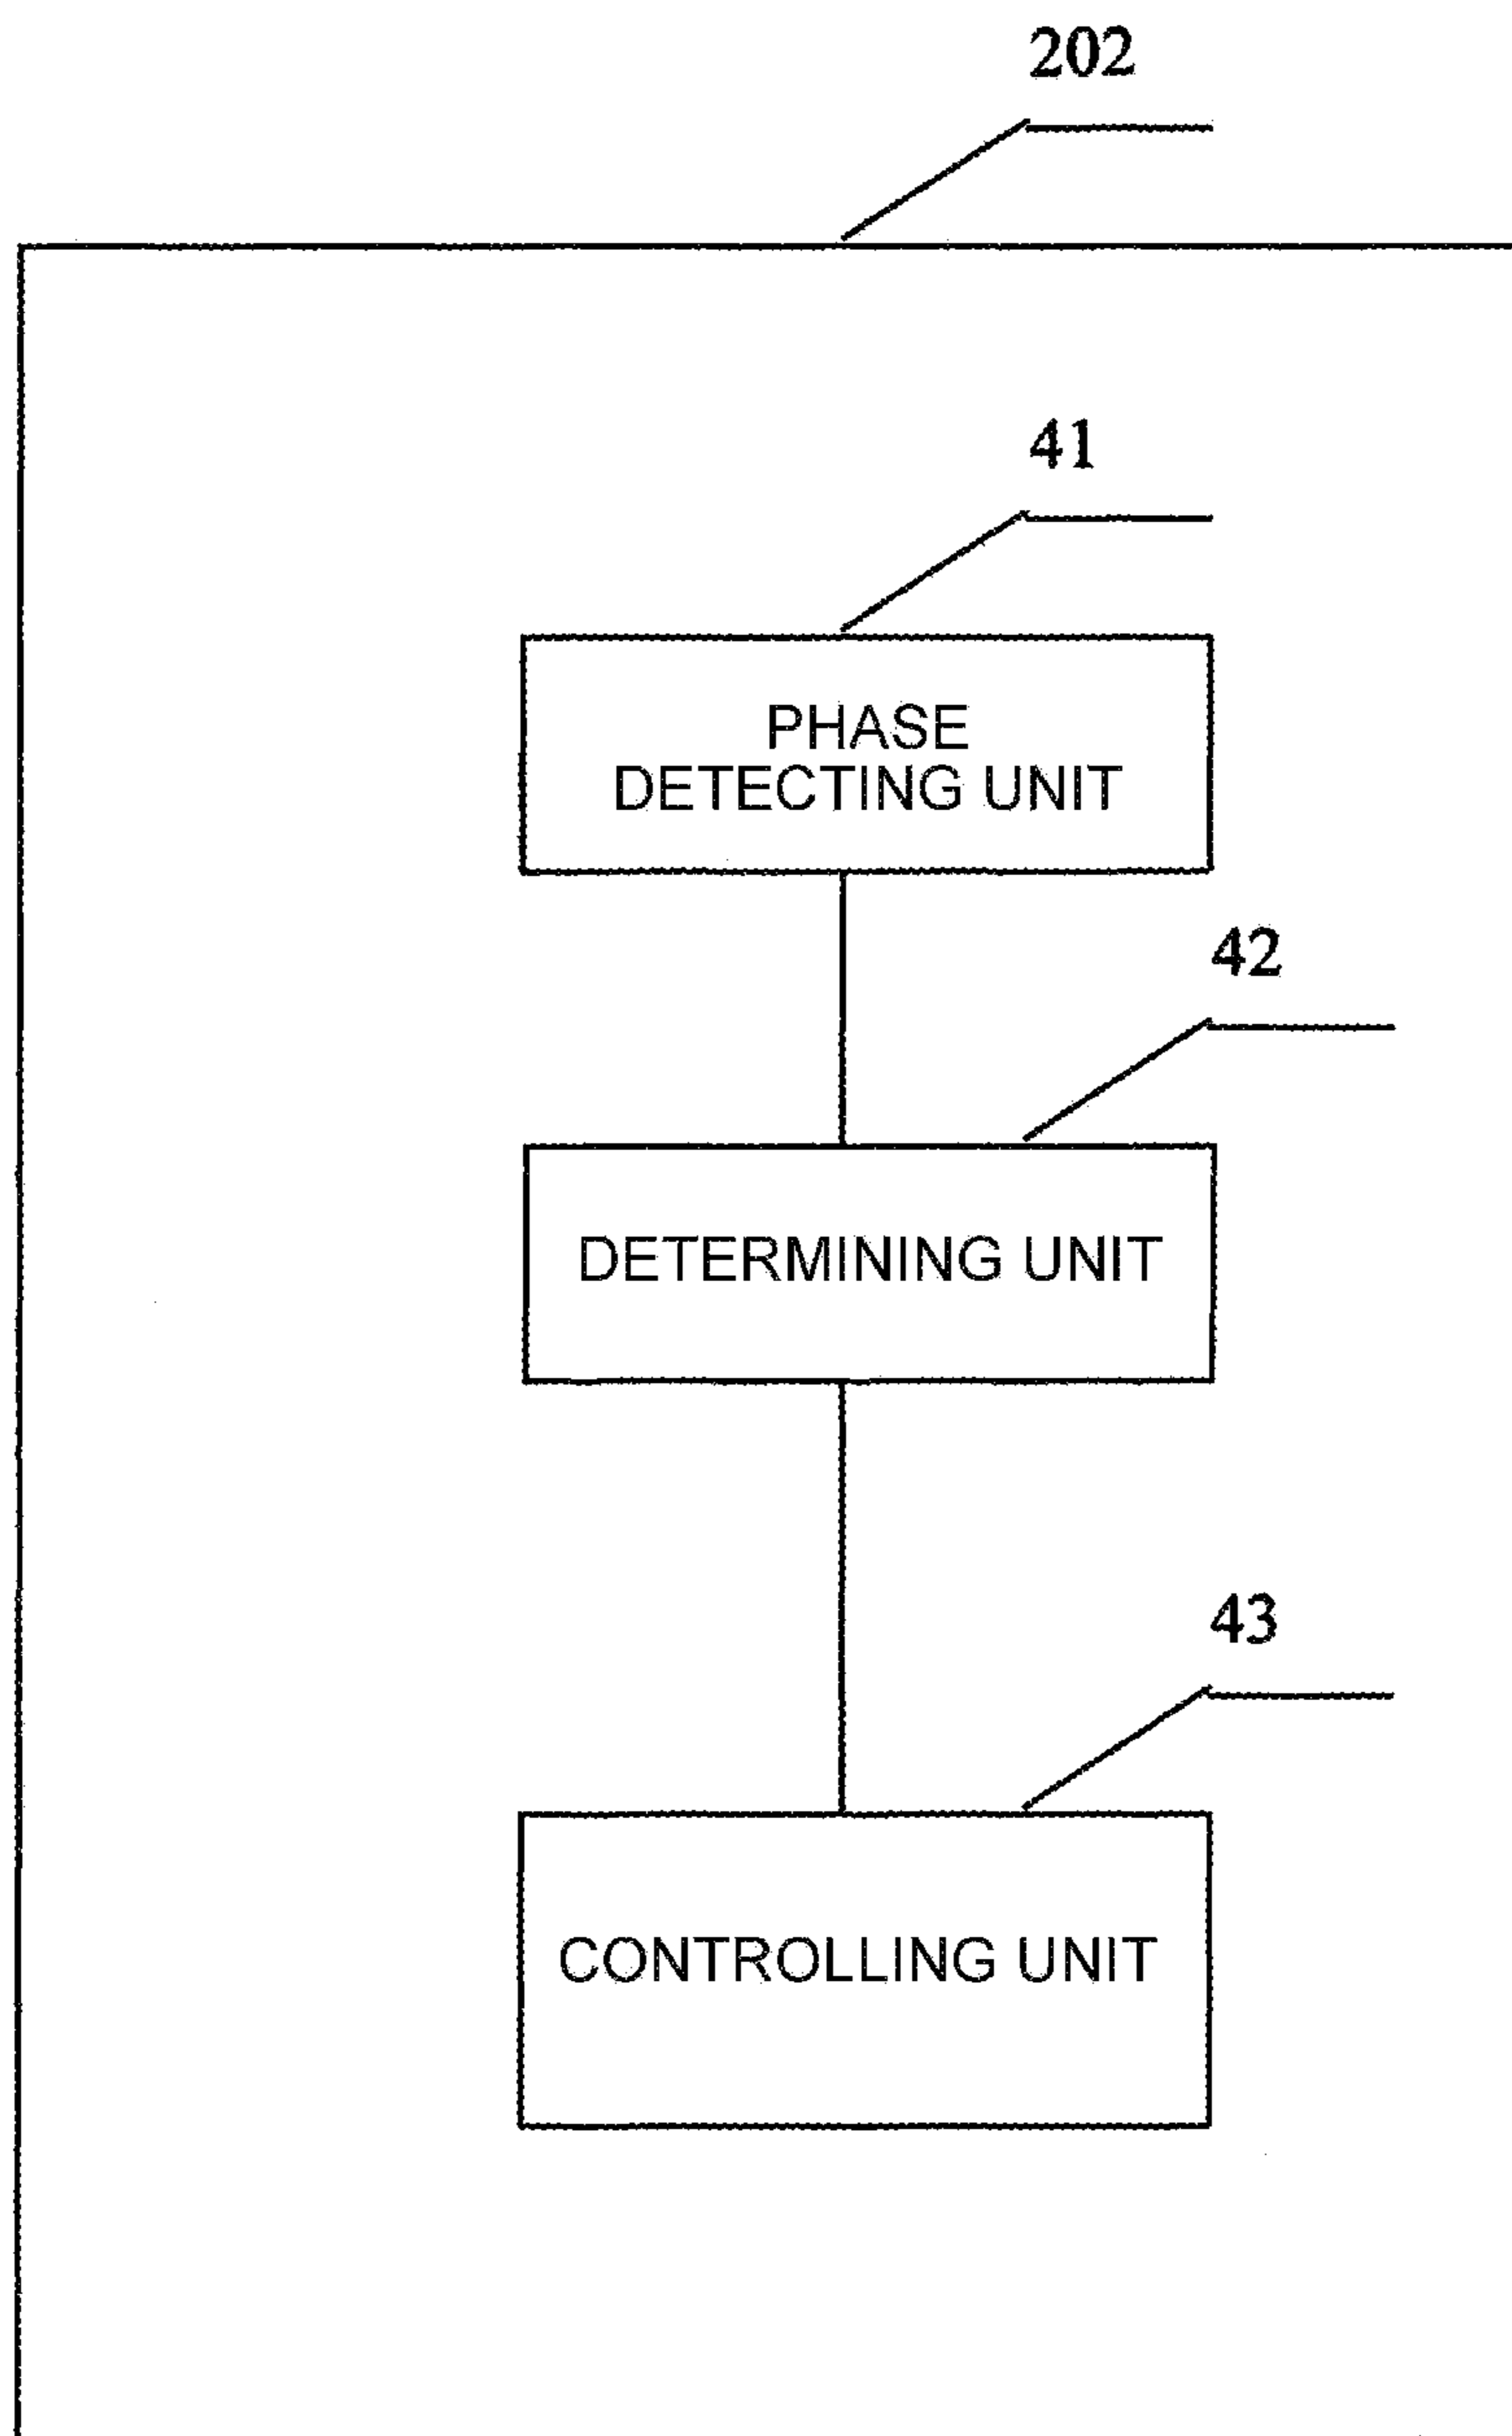 202
41
PHASE
DETECTING UNIT
42
DETERMINING UNIT
43
CONTROLLING UNIT